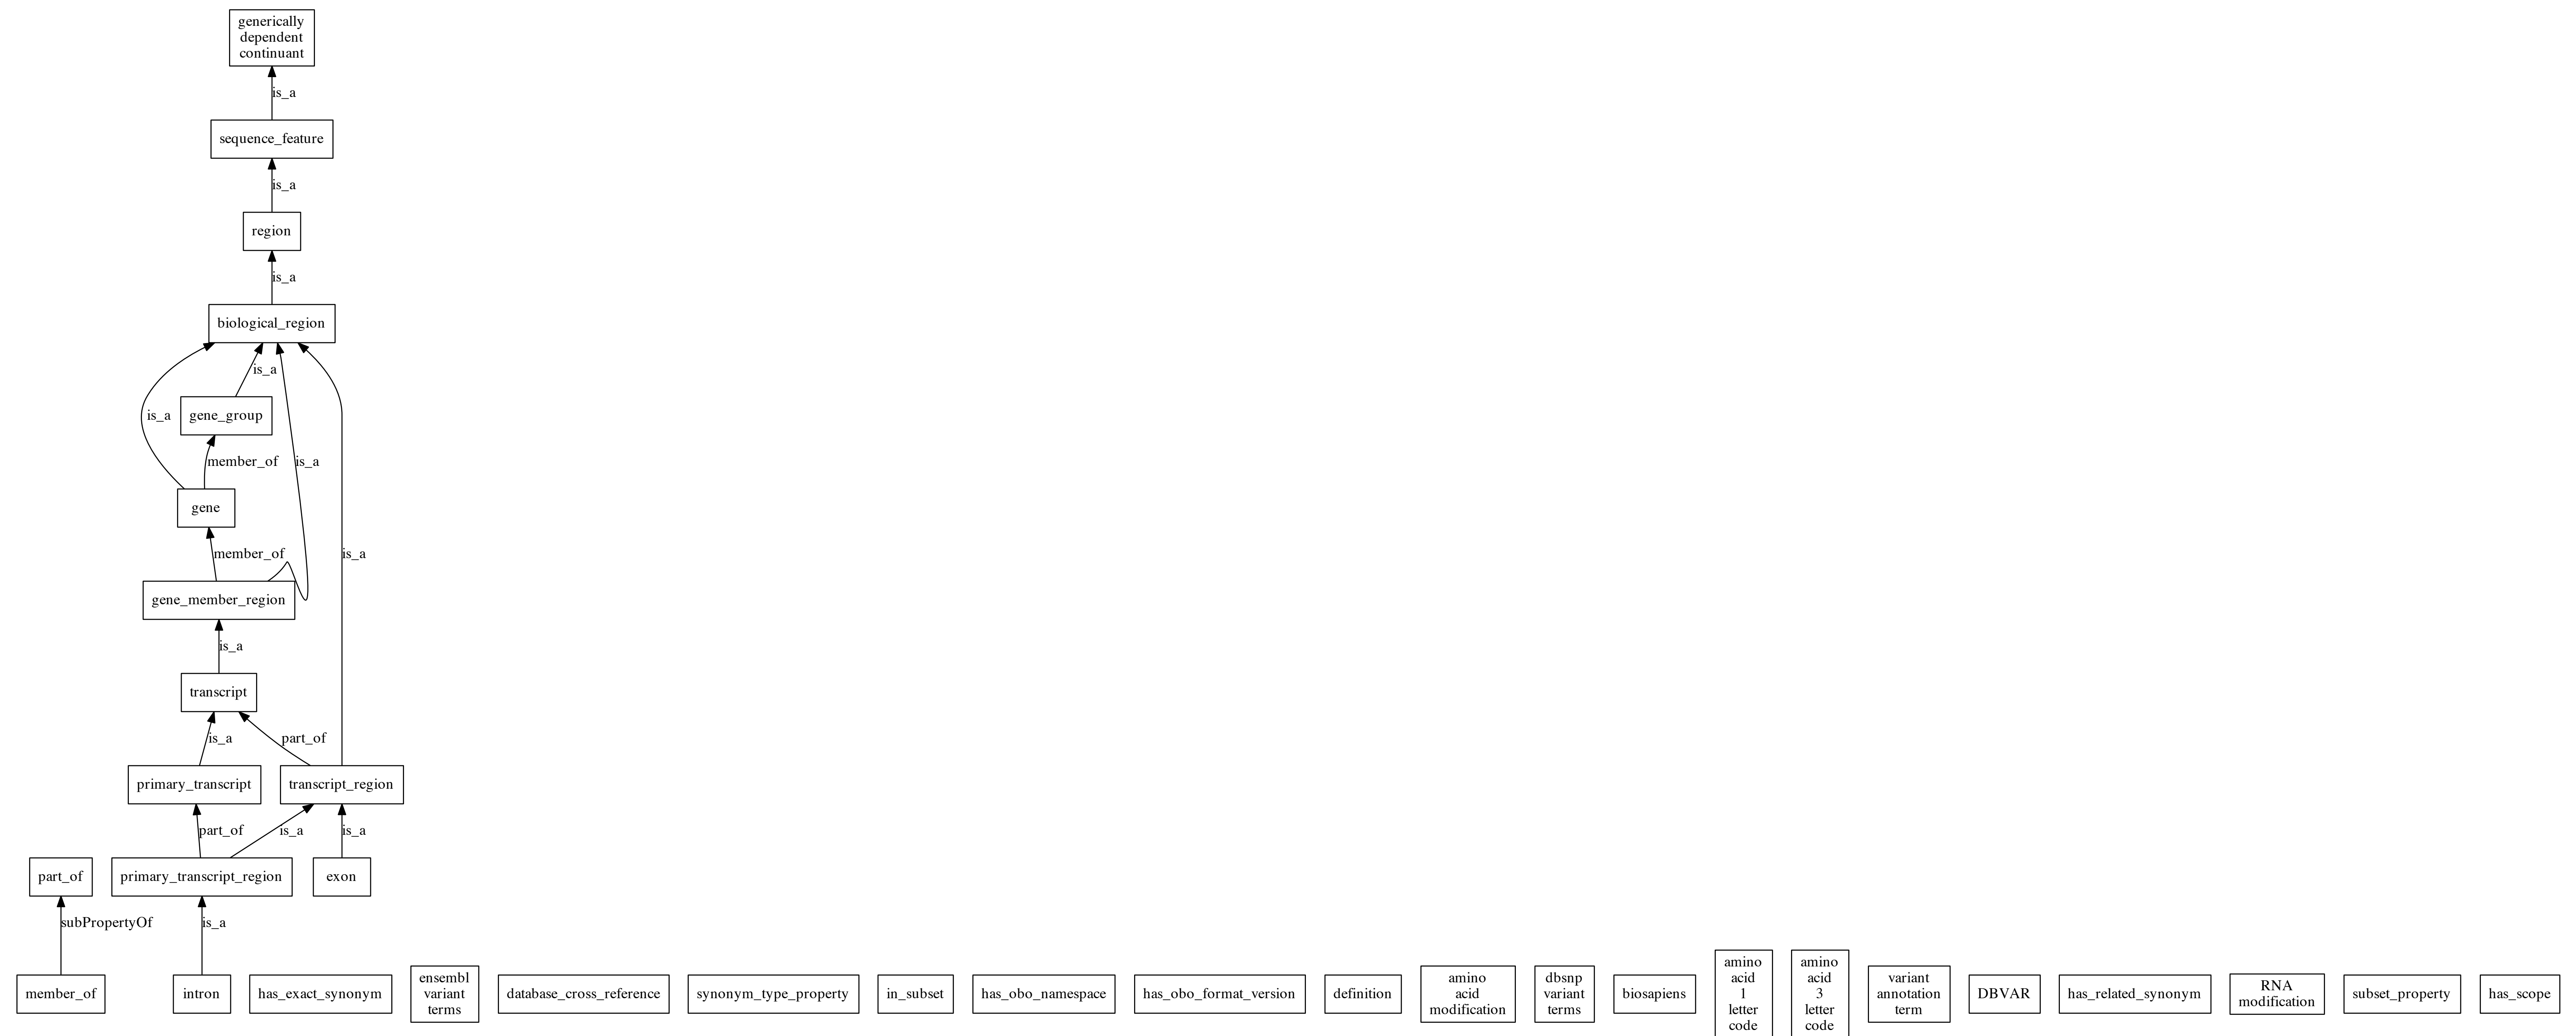 generically
dependent
continuant
is_a
sequence_feature
is_a
region
is_a
biological_region
is_a
is_a
gene_group
member_of
is_a
gene
member_of
is_a
gene_member_region
is_a
transcript
is_a
part_of
primary_transcript
transcript_region
part_of
is_a
is_a
part_of
primary_transcript_region
exon
subPropertyOf
is_a
member_of
intron
has_exact_synonym
ensembl
variant
terms
database_cross_reference
synonym_type_property
in_subset
has_obo_namespace
has_obo_format_version
definition
amino
acid
modification
dbsnp
variant
terms
biosapiens
amino
acid
1
letter
code
amino
acid
3
letter
code
variant
annotation
term
DBVAR
has_related_synonym
RNA
modification
subset_property
has_scope